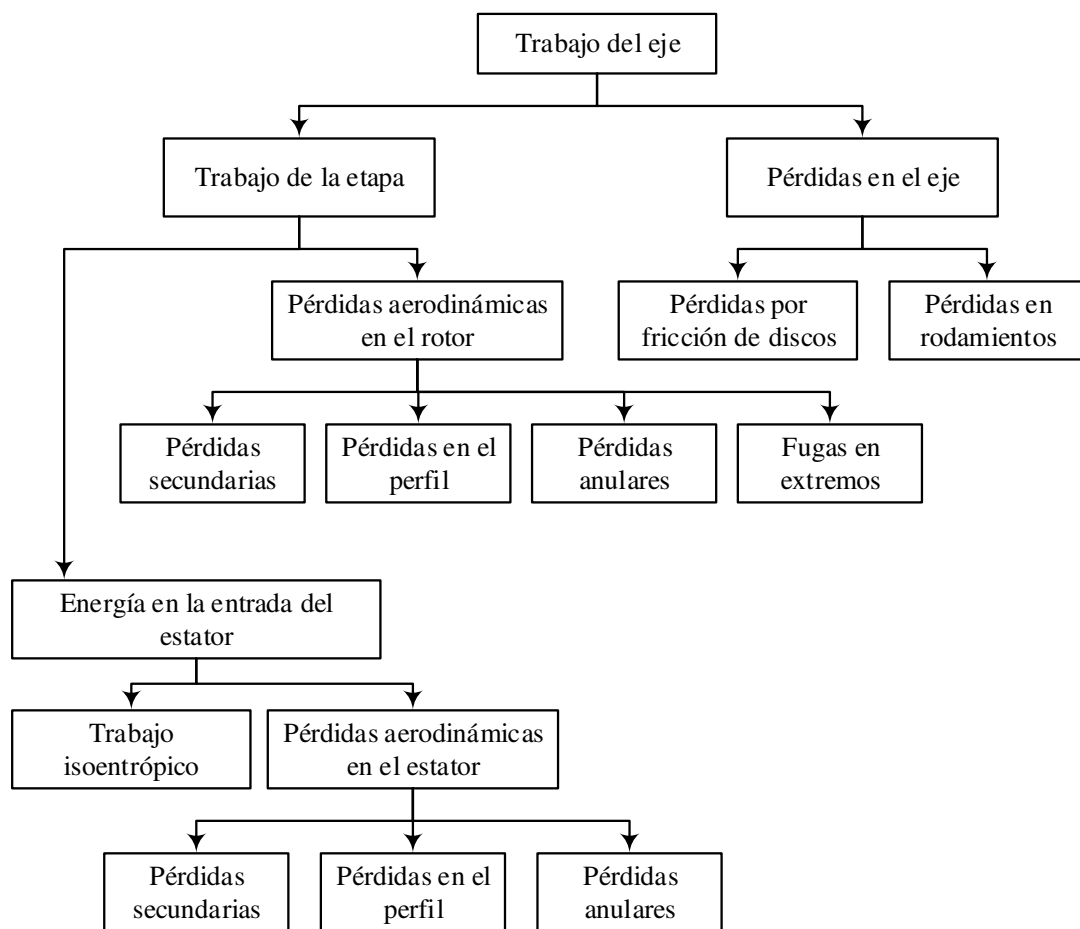 Trabajo del eje
Trabajo de la etapa
Pérdidas en el eje
Pérdidas aerodinámicas
en el rotor
Pérdidas por
fricción de discos
Pérdidas en
rodamientos
Pérdidas
secundarias
Pérdidas en el
perfil
Pérdidas
anulares
Fugas en
extremos
Energía en la entrada del
estator
Trabajo
isoentrópico
Pérdidas aerodinámicas
en el estator
Pérdidas
secundarias
Pérdidas en el
perfil
Pérdidas
anulares